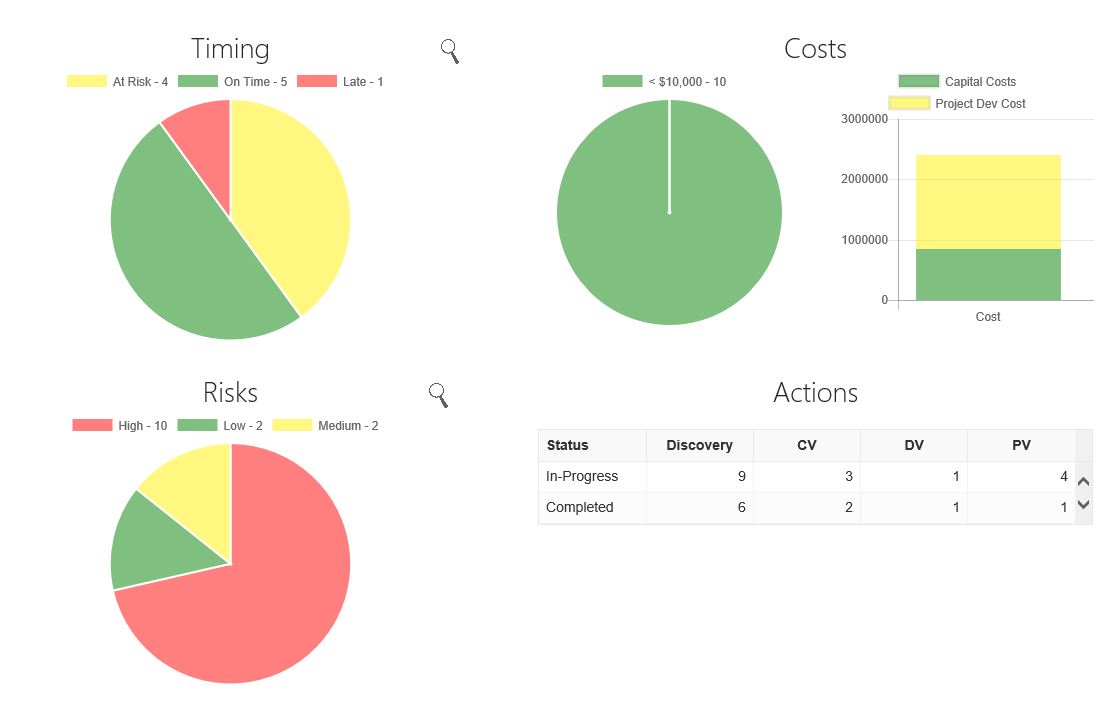 Timing
At Risk - 4 On Time - 5 Late - 1
Costs
< $10,000 - 10
Capital Costs
Project Dev Cost
3000000
2000000
1000000
0
Cost
Risks
High - 10 Low - 2 Medium - 2
Actions
Status Discovery CV DV PV
In-Progress 9 3 1 4
Completed 6 2 1 1